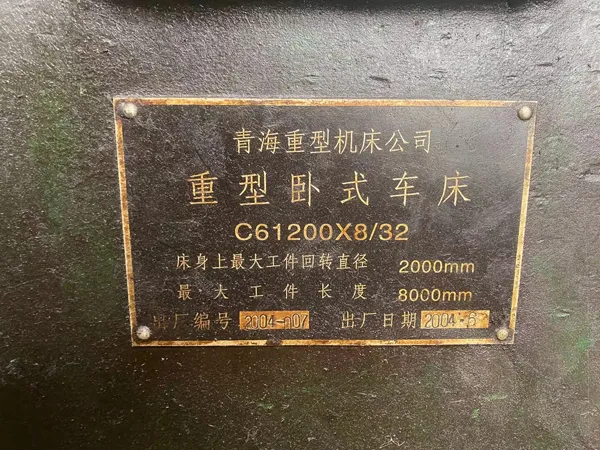 青海重型机床公司
重型卧式车床
C61200X8/32
床身上最大工件回转直径 2000mm
最大工件长度 8000mm
出厂编号 2004-n07 出厂日期 2004-6